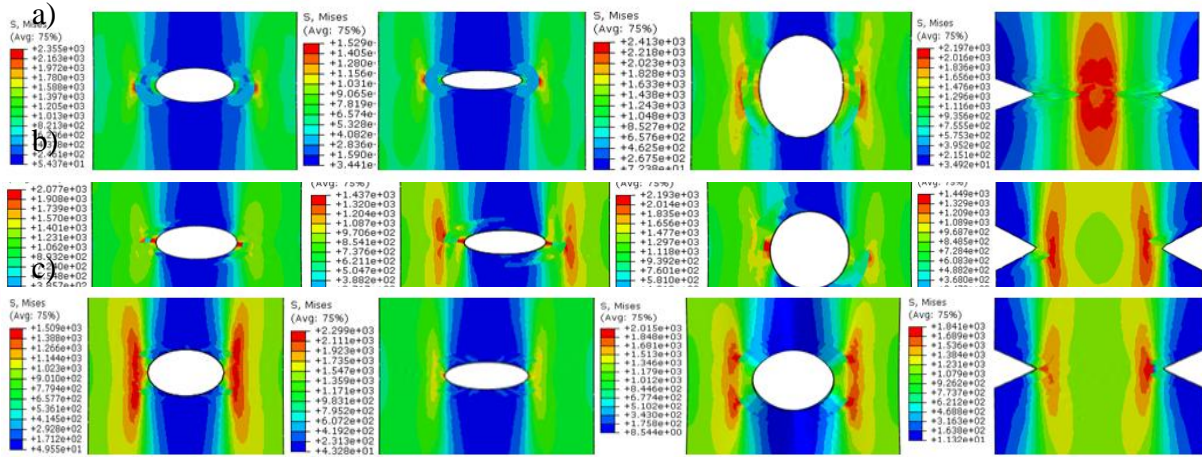 a)
S, Mises
(Avg: 75%)
+2.355e+03
+2.163e+03
+1.972e+03
+1.780e+03
+1.588e+03
+1.397e+03
+1.205e+03
+1.013e+03
+8.213e+02
+2.461e+02
+5.437e+01
S, Mises
(Avg: 75%)
+1.529e-
+1.405e-
+1.280e-
+1.156e-
+1.031e-
+9.065e-
+7.819e-
+6.574e-
+5.328e-
+4.082e-
+2.836e-
+1.590e-
+3.441e-
S, Mises
(Avg: 75%)
+2.413e+03
+2.218e+03
+2.023e+03
+1.828e+03
+1.633e+03
+1.438e+03
+1.243e+03
+1.048e+03
+8.527e+02
+6.576e+02
+4.625e+02
+2.675e+02
+7.238e+01
S, Mises
(Avg: 75%)
+2.197e+03
+2.016e+03
+1.836e+03
+1.656e+03
+1.476e+03
+1.296e+03
+1.116e+03
+9.356e+02
+7.555e+02
+5.753e+02
+3.952e+02
+2.151e+02
+3.492e+01
b)
(Avg: 75%)
+2.077e+03
+1.908e+03
+1.739e+03
+1.570e+03
+1.401e+03
+1.231e+03
+1.062e+03
+8.932e+02
+3.857e+02
(Avg: 75%)
+1.437e+03
+1.320e+03
+1.204e+03
+1.087e+03
+9.706e+02
+8.541e+02
+7.376e+02
+6.211e+02
+5.047e+02
+3.882e+02
(Avg: 75%)
+2.193e+03
+2.014e+03
+1.835e+03
+1.656e+03
+1.477e+03
+1.297e+03
+1.118e+03
+9.392e+02
+7.601e+02
+5.810e+02
(Avg: 75%)
+1.449e+03
+1.329e+03
+1.209e+03
+1.089e+03
+9.687e+02
+8.485e+02
+7.284e+02
+6.083e+02
+4.882e+02
+3.680e+02
c)
S, Mises
(Avg: 75%)
+1.509e+03
+1.388e+03
+1.266e+03
+1.144e+03
+1.023e+03
+9.010e+02
+7.794e+02
+6.577e+02
+5.361e+02
+4.145e+02
+2.928e+02
+1.712e+02
+4.955e+01
S, Mises
(Avg: 75%)
+2.299e+03
+2.111e+03
+1.923e+03
+1.735e+03
+1.547e+03
+1.359e+03
+1.171e+03
+9.831e+02
+7.952e+02
+6.072e+02
+4.192e+02
+2.313e+02
+4.328e+01
S, Mises
(Avg: 75%)
+2.015e+03
+1.848e+03
+1.681e+03
+1.513e+03
+1.346e+03
+1.179e+03
+1.012e+03
+8.446e+02
+6.774e+02
+5.102e+02
+3.430e+02
+1.758e+02
+8.544e+00
S, Mises
(Avg: 75%)
+1.841e+03
+1.689e+03
+1.536e+03
+1.384e+03
+1.231e+03
+1.079e+03
+9.262e+02
+7.737e+02
+6.212e+02
+4.688e+02
+3.163e+02
+1.638e+02
+1.132e+01